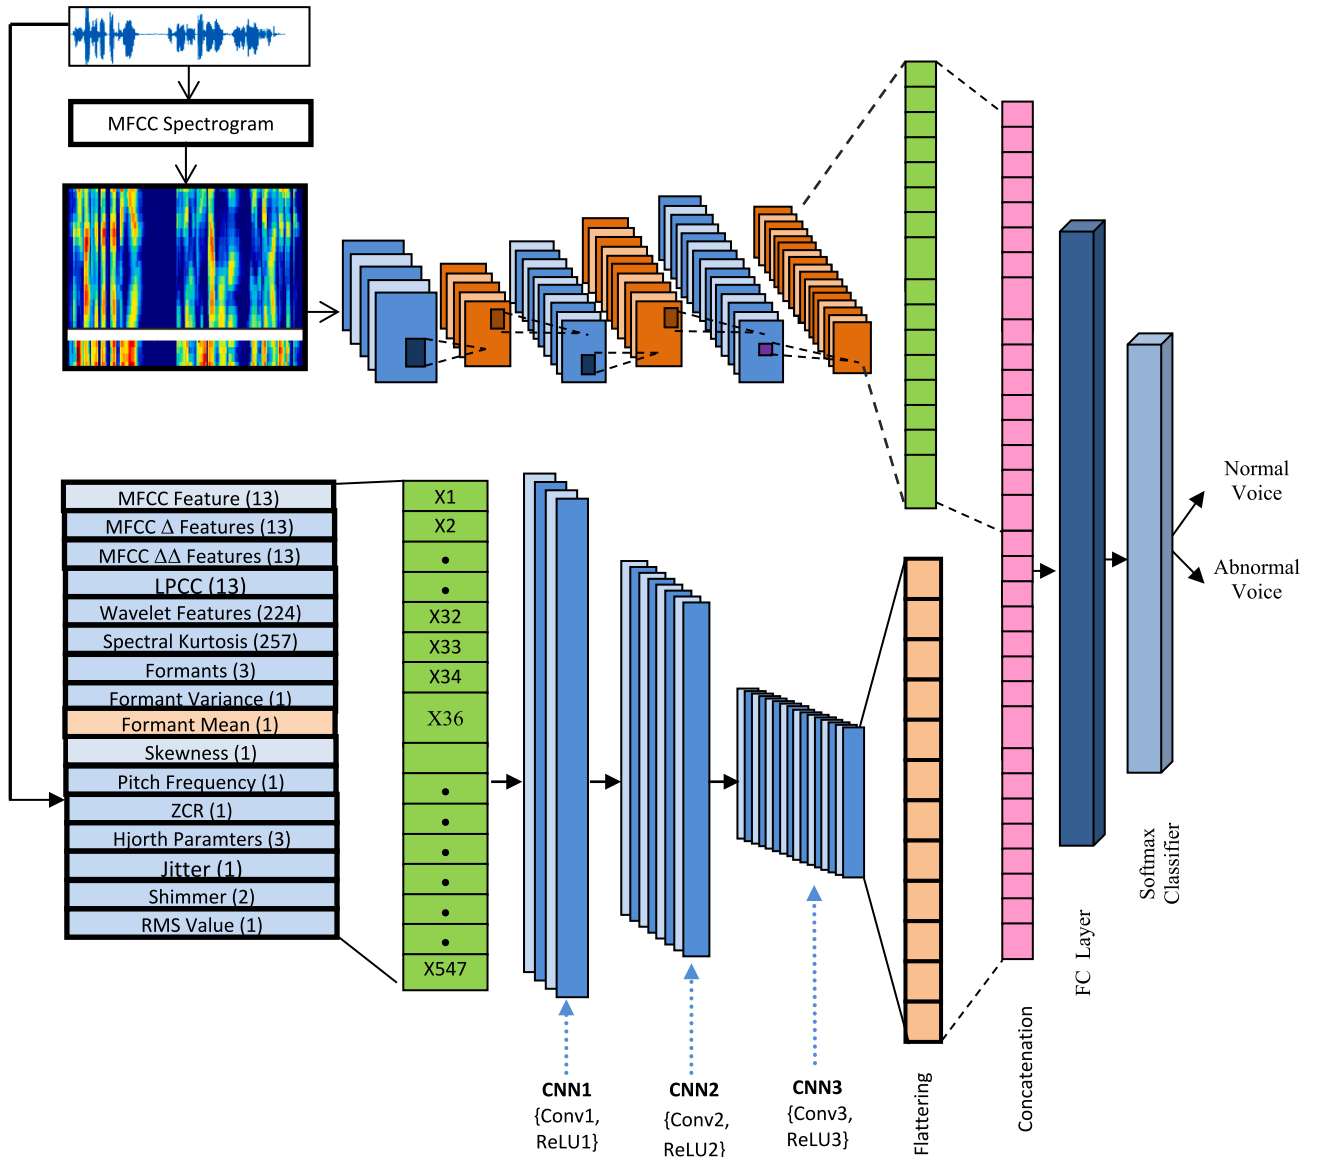 MFCC Spectrogram
MFCC Feature (13)
MFCC Δ Features (13)
MFCC ΔΔ Features (13)
LPCC (13)
Wavelet Features (224)
Spectral Kurtosis (257)
Formants (3)
Formant Variance (1)
Formant Mean (1)
Skewness (1)
Pitch Frequency (1)
ZCR (1)
Hjorth Paramters (3)
Jitter (1)
Shimmer (2)
RMS Value (1)
X1
X2
X32
X33
X34
X36
X547
CNN1
{Conv1,
ReLU1}
CNN2
{Conv2,
ReLU2}
CNN3
{Conv3,
ReLU3}
Flattering
Concatenation
FC Layer
Softmax
Classifier
Normal
Voice
Abnormal
Voice